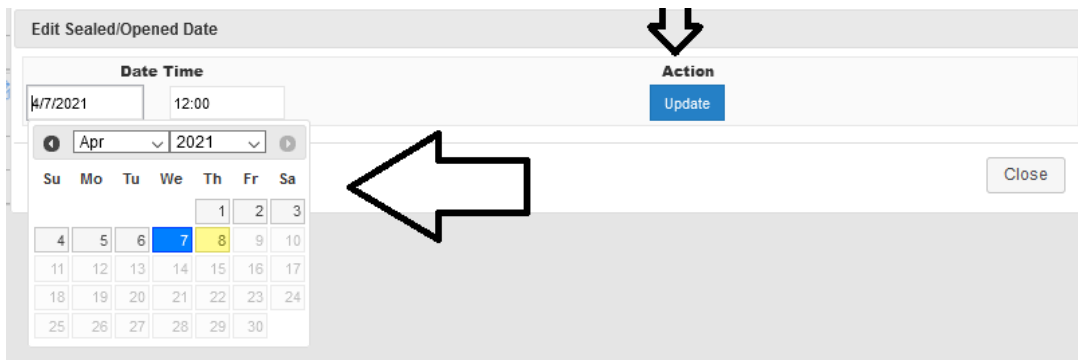 Edit Sealed/Opened Date
Date Time Action
4/7/2021 12:00 Update
Apr 2021
Su Mo Tu We Th Fr Sa
Close
1 2 3
4 5 6 7 8 9 10
11 12 13 14 15 16 17
18 19 20 21 22 23 24
25 26 27 28 29 30